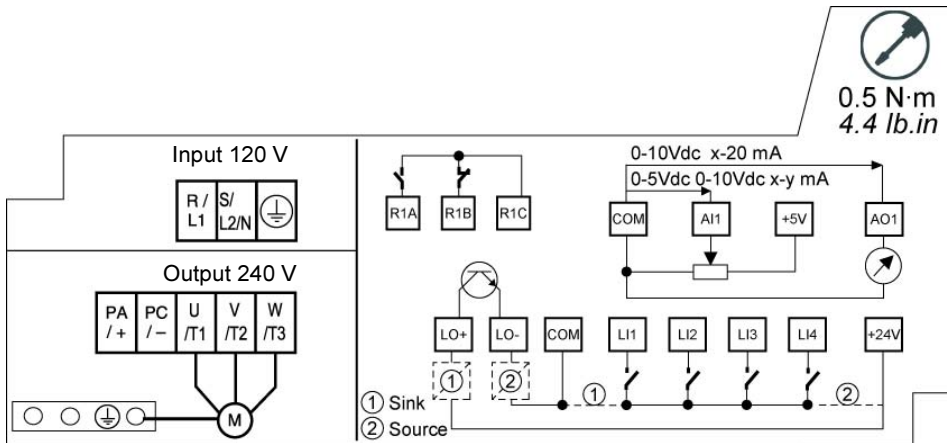 0.5 N·m
4.4 lb.in
Input 120 V
R /
L1
S/
L2/N
Output 240 V
PA
/ +
PC
/ −
U
/T1
V
/T2
W
/T3
M
R1A
R1B
R1C
0-10Vdc x-20 mA
0-5Vdc 0-10Vdc x-y mA
COM
AI1
+5V
AO1
LO+
LO-
COM
LI1
LI2
LI3
LI4
+24V
①
②
①
②
① Sink
② Source